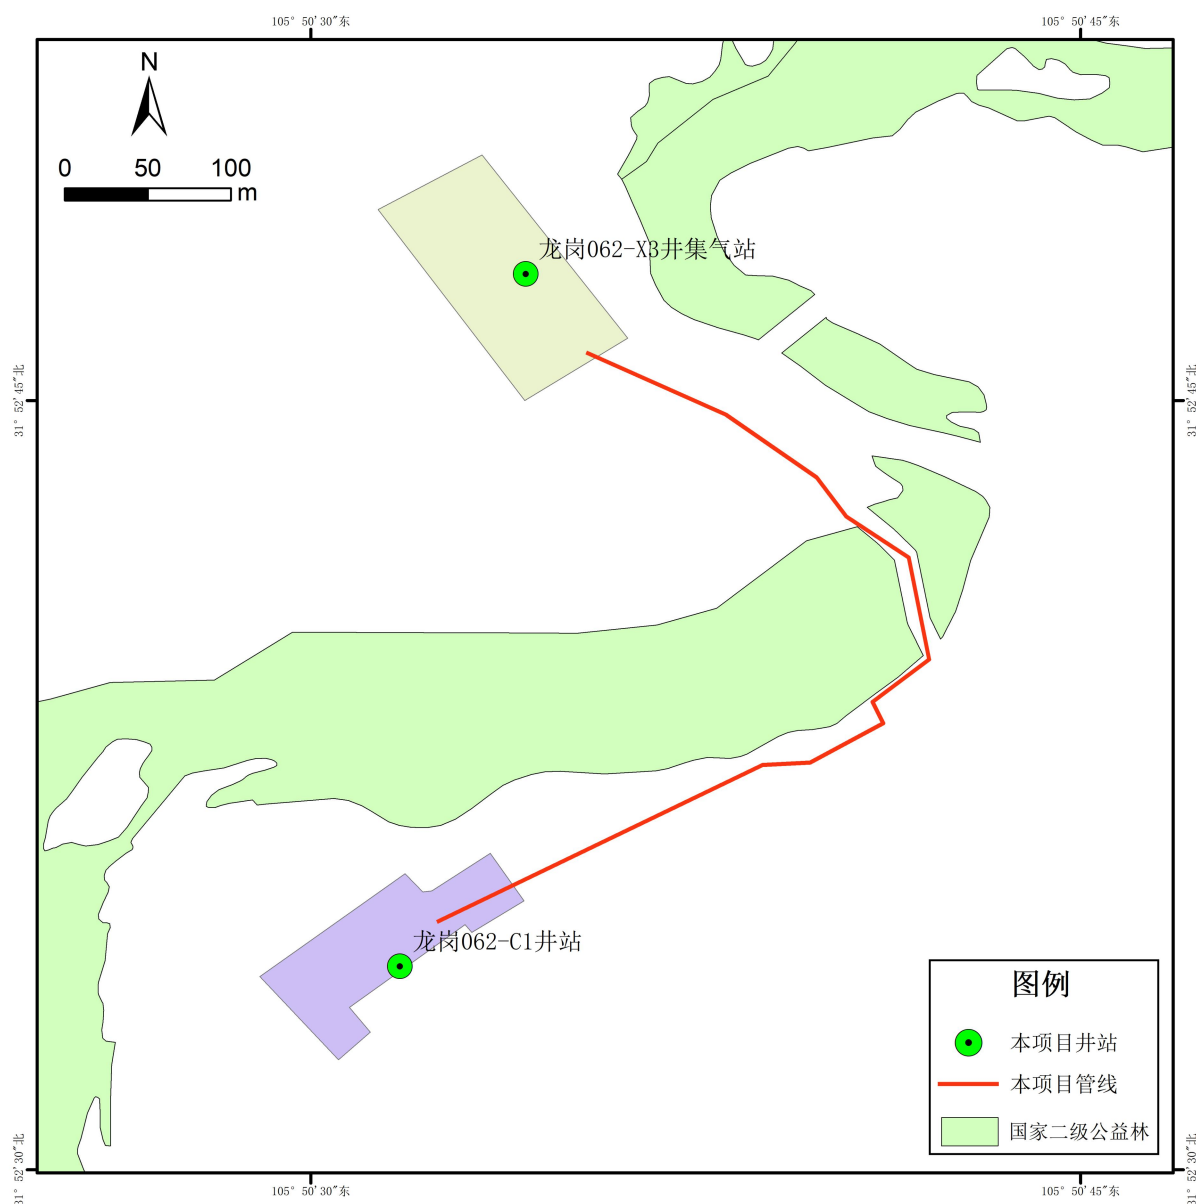 105° 50′30″东
105° 50′45″东
N
0
50
100
m
龙岗062-X3井集气站
31° 52′45″北
31° 52′45″北
龙岗062-C1井站
图例
本项目井站
本项目管线
国家二级公益林
31° 52′30″北
31° 52′30″北
105° 50′30″东
105° 50′45″东